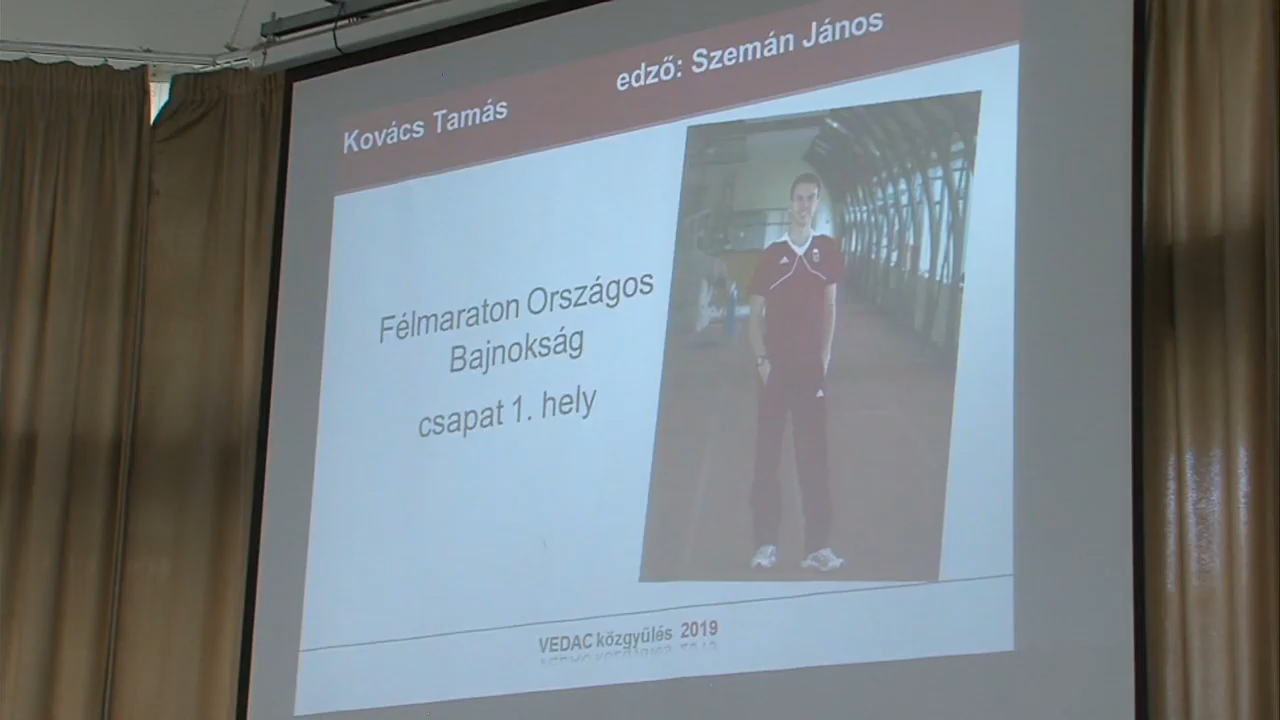 Kovács Tamás
edző: Szemán János
Félmaraton Országos
Bajnokság
csapat 1. hely
VEDAC közgyűlés 2019